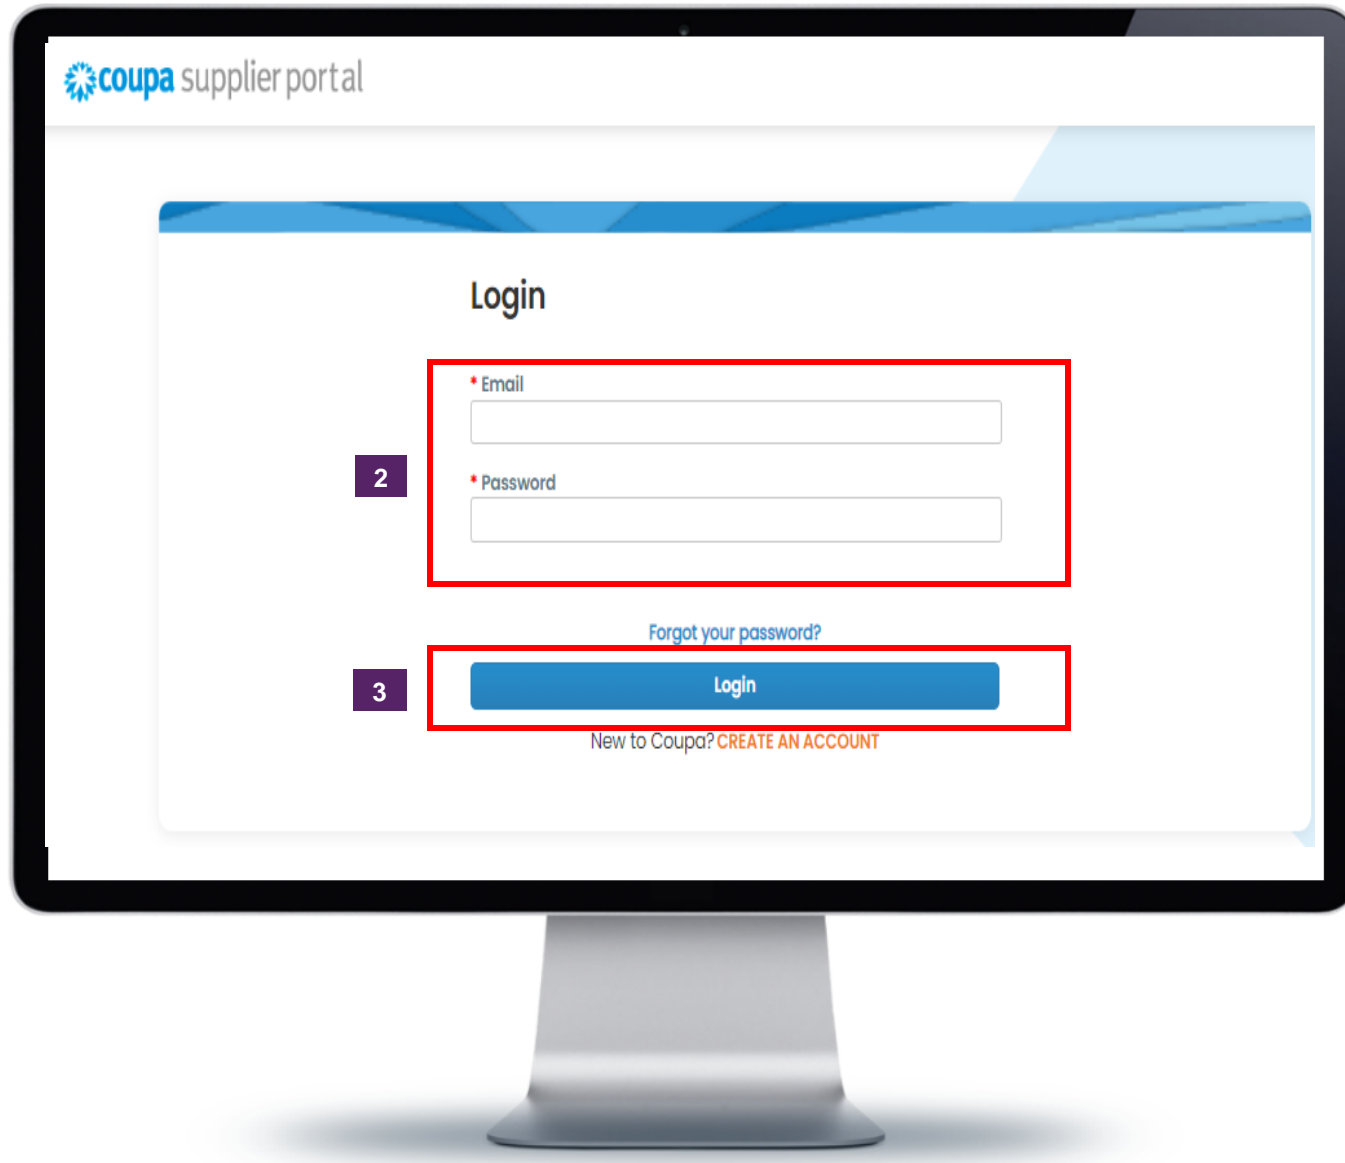 coupa supplier portal
Login
* Email
2
* Password
Forgot your password?
3
Login
New to Coupa? CREATE AN ACCOUNT